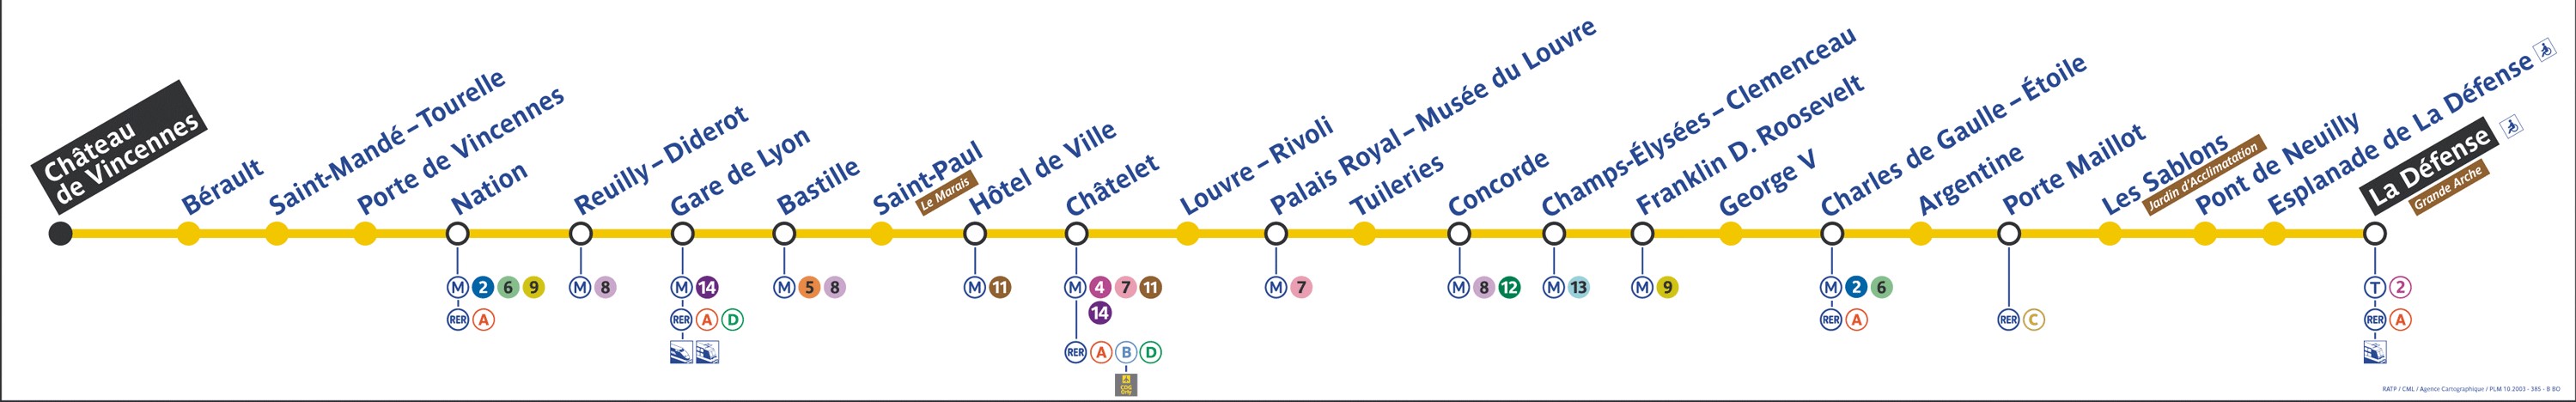 Château
de Vincennes
Bérault
Saint-Mandé – Tourelle
Porte de Vincennes
Nation
M 2 6 9
RER A
Reuilly – Diderot
M 8
Gare de Lyon
M 14
RER A D
Bastille
M 5 8
Saint-Paul
Le Marais
Hôtel de Ville
M 11
Châtelet
M 4 7 11
14
RER A B D
Louvre – Rivoli
Palais Royal – Musée du Louvre
M 7
Tuileries
Concorde
M 8 12
Champs-Élysées – Clemenceau
M 13
Franklin D. Roosevelt
M 9
George V
Charles de Gaulle – Étoile
M 2 6
RER A
Argentine
Porte Maillot
RER C
Les Sablons
Jardin d'Acclimatation
Pont de Neuilly
Esplanade de La Défense
La Défense
Grande Arche
T 2
RER A
RATP / CML / Agence Cartographique / PLM 10 2003 - 385 - B BO